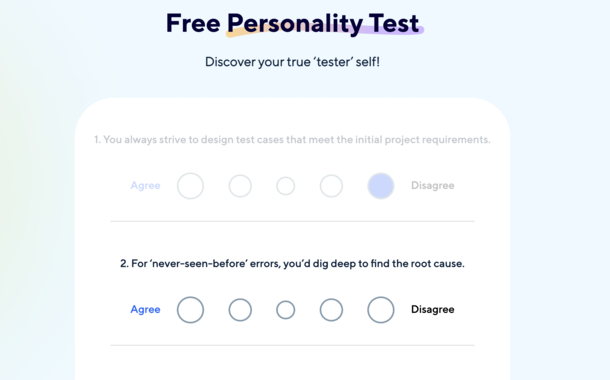 Free Personality Test
Discover your true ‘tester’ self!
1. You always strive to design test cases that meet the initial project requirements.
Agree Disagree
2. For ‘never-seen-before’ errors, you’d dig deep to find the root cause.
Agree Disagree